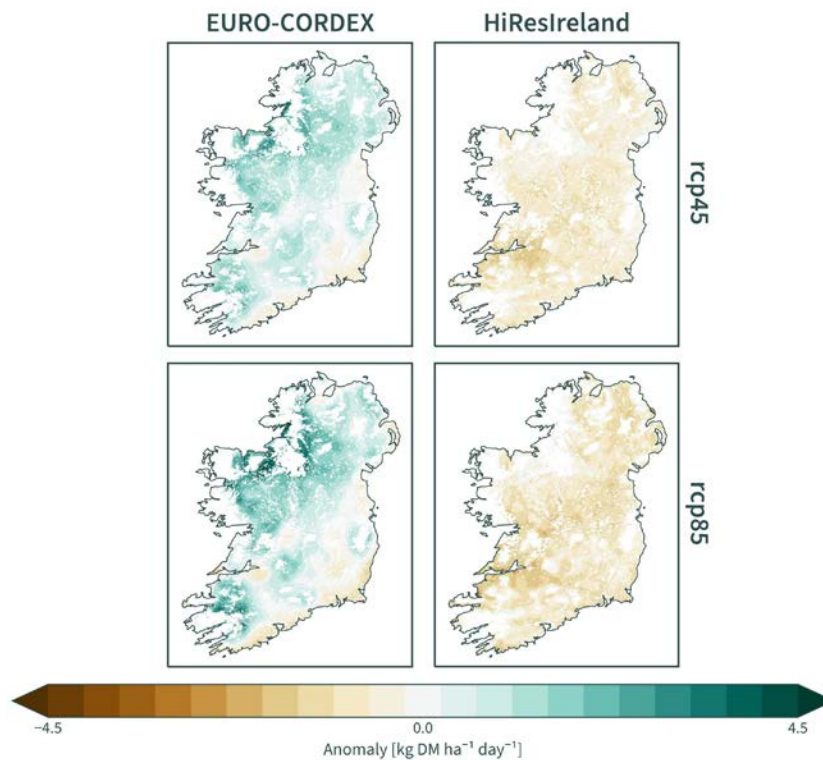 EURO-CORDEX
HiResIreland
rcp45
rcp85
−4.5
0.0
4.5
Anomaly [kg DM ha⁻¹ day⁻¹]